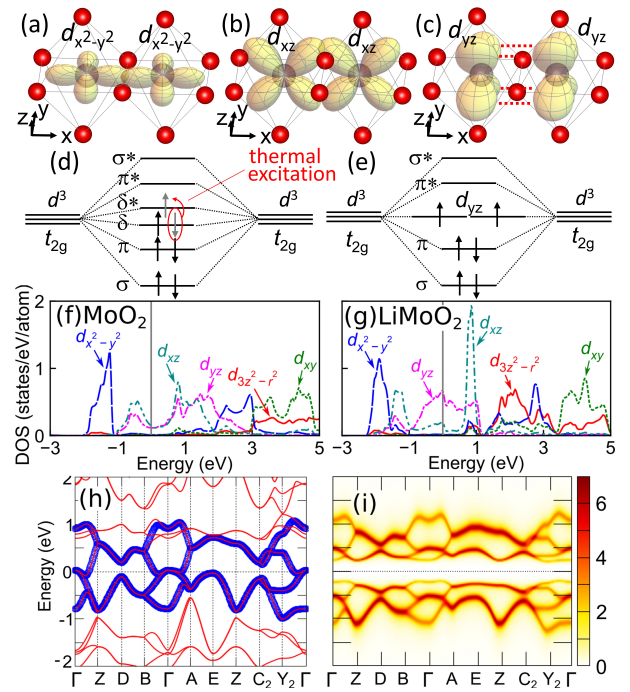 (a) d_{x^2-y^2} d_{x^2-y^2} (b) d_{xz} d_{xz} (c) d_{yz} d_{yz}
z y x z y x z y x
(d) σ* thermal excitation (e) σ*
π* π*
d^3 δ* d^3 d^3 d_{yz} d^3
t_{2g} δ t_{2g} t_{2g} t_{2g}
π π
σ σ
2 (f) MoO_2 (g) LiMoO_2
d_{x^2-y^2} d_{xz} d_{yz} d_{3z^2-r^2} d_{xy} d_{x^2-y^2} d_{yz} d_{xz} d_{3z^2-r^2} d_{xy}
1
0
DOS (states/eV/atom)
−3 −1 1 3 5 −3 −1 1 3 5
Energy (eV) Energy (eV)
2 (h) (i) 6
1 4
0 2
-1 0
-2
Energy (eV)
Γ Z D B Γ A E Z C_2 Y_2 Γ Γ Z D B Γ A E Z C_2 Y_2 Γ